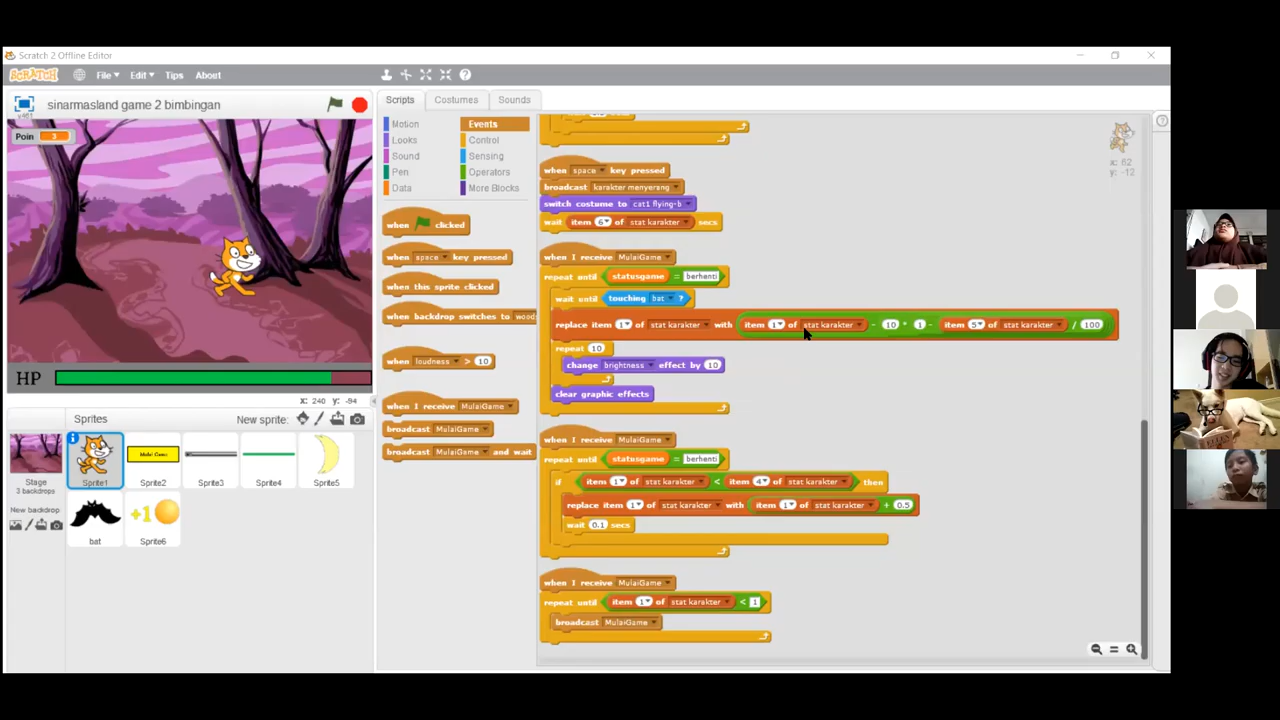 Scratch 2 Offline Editor
SCRATCH File Edit Tips About
sinarmasland game 2 bimbingan
v461
Poin 3
HP
x: 240 y: -94
Sprites New sprite:
Stage
3 backdrops
New backdrop
Sprite1
Mulai Game
Sprite2
Sprite3
Sprite4
Sprite5
bat
+1
Sprite6
Scripts Costumes Sounds
Motion Events
Looks Control
Sound Sensing
Pen Operators
Data More Blocks
when clicked
when space key pressed
when this sprite clicked
when backdrop switches to
when loudness > 10
when I receive MulaiGame
broadcast MulaiGame
broadcast MulaiGame and wait
when space key pressed
broadcast karakter menyerang
switch costume to cat1 flying-b
wait item 6 of stat karakter secs
when I receive MulaiGame
repeat until statusgame = berhenti
wait until touching bat ?
replace item 1 of stat karakter with item 1 of stat karakter - 10 * 1 - item 5 of stat karakter / 100
repeat 10
change brightness effect by 10
clear graphic effects
when I receive MulaiGame
repeat until statusgame = berhenti
if item 1 of stat karakter < item 4 of stat karakter then
replace item 1 of stat karakter with item 1 of stat karakter + 0.5
wait 0.1 secs
when I receive MulaiGame
repeat until item 1 of stat karakter < 1
broadcast MulaiGame
x: 62
y: -12